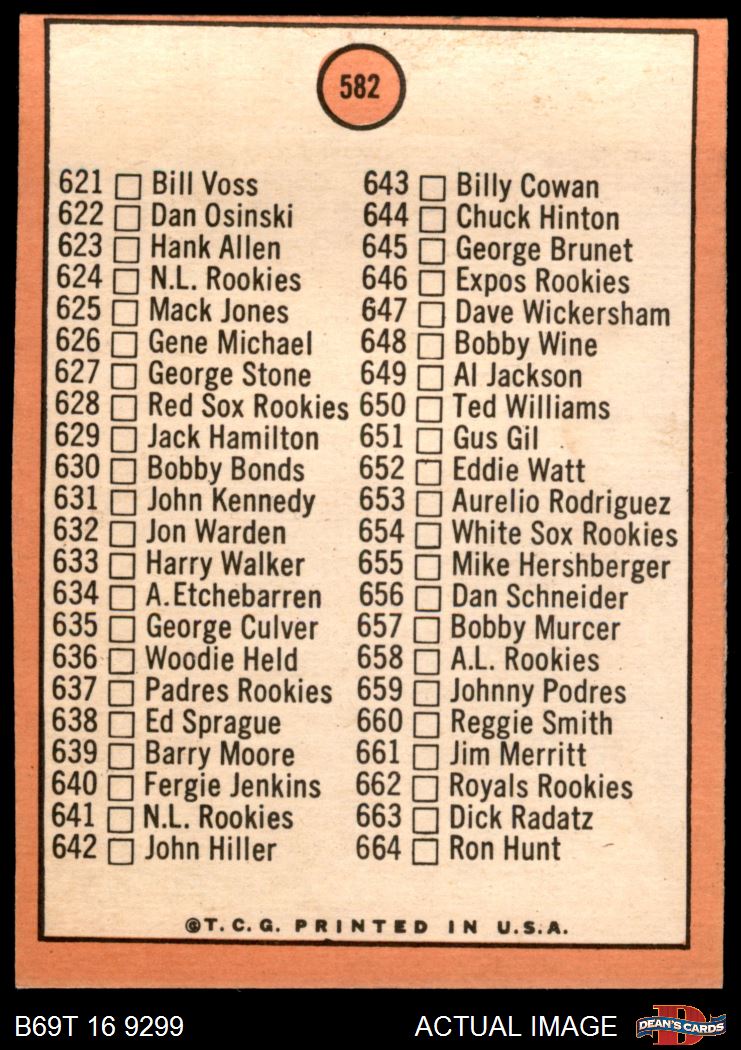 582
621 Bill Voss
622 Dan Osinski
623 Hank Allen
624 N.L. Rookies
625 Mack Jones
626 Gene Michael
627 George Stone
628 Red Sox Rookies
629 Jack Hamilton
630 Bobby Bonds
631 John Kennedy
632 Jon Warden
633 Harry Walker
634 A.Etchebarren
635 George Culver
636 Woodie Held
637 Padres Rookies
638 Ed Sprague
639 Barry Moore
640 Fergie Jenkins
641 N.L. Rookies
642 John Hiller
643 Billy Cowan
644 Chuck Hinton
645 George Brunet
646 Expos Rookies
647 Dave Wickersham
648 Bobby Wine
649 Al Jackson
650 Ted Williams
651 Gus Gil
652 Eddie Watt
653 Aurelio Rodriguez
654 White Sox Rookies
655 Mike Hershberger
656 Dan Schneider
657 Bobby Murcer
658 A.L. Rookies
659 Johnny Podres
660 Reggie Smith
661 Jim Merritt
662 Royals Rookies
663 Dick Radatz
664 Ron Hunt
©T.C.G. PRINTED IN U.S.A.
B69T 16 9299
ACTUAL IMAGE
D
DEAN'S CARDS